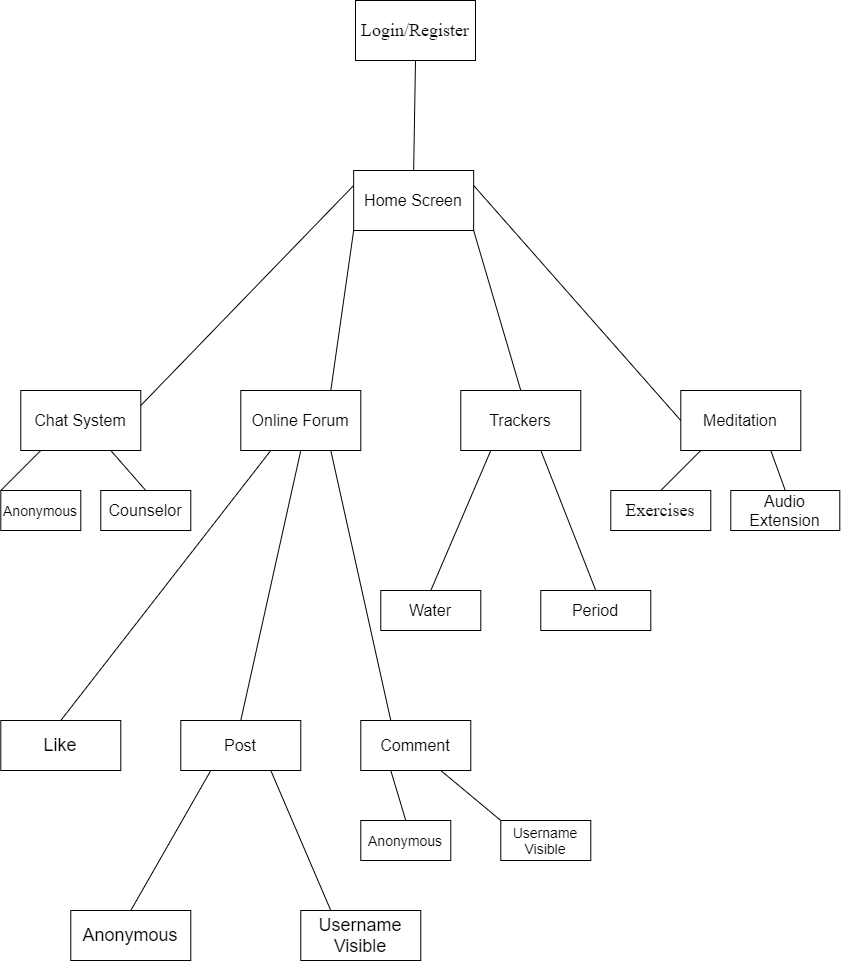 Login/Register
Home Screen
Chat System
Online Forum
Trackers
Meditation
Anonymous
Counselor
Exercises
Audio
Extension
Water
Period
Like
Post
Comment
Anonymous
Username
Visible
Anonymous
Username
Visible